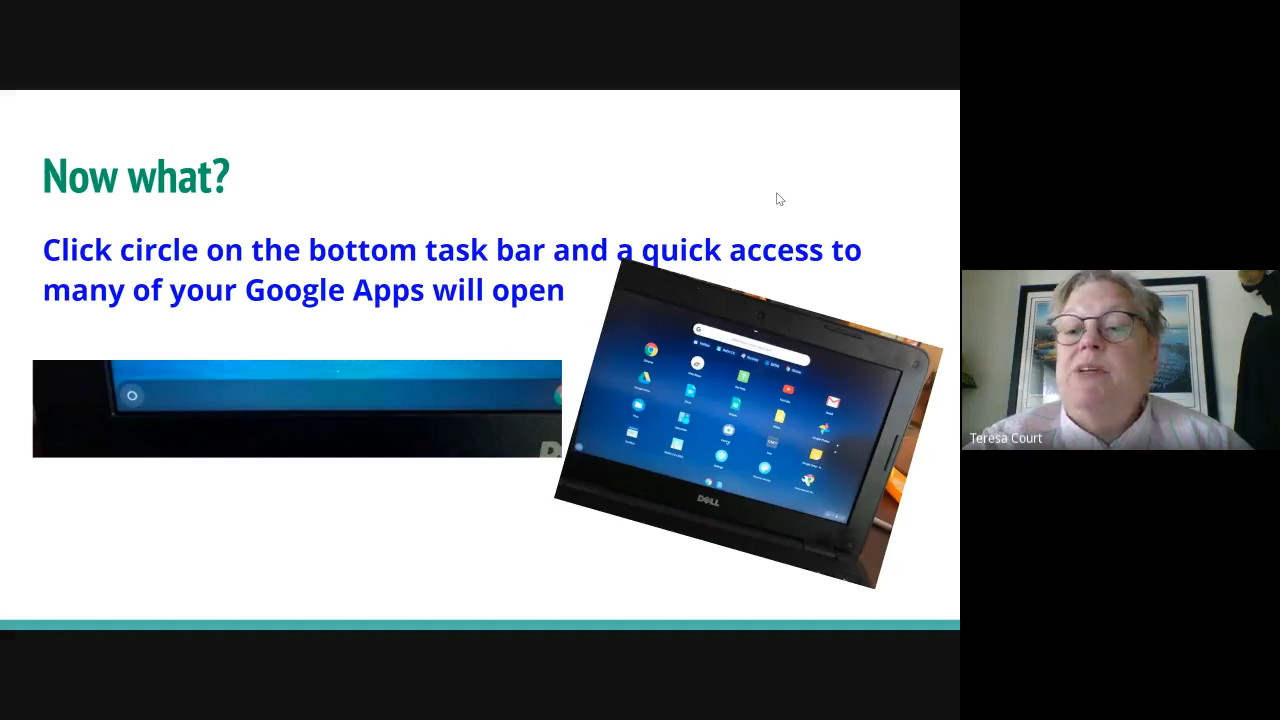 Now what?
Click circle on the bottom task bar and a quick access to
many of your Google Apps will open
DELL
Teresa Court